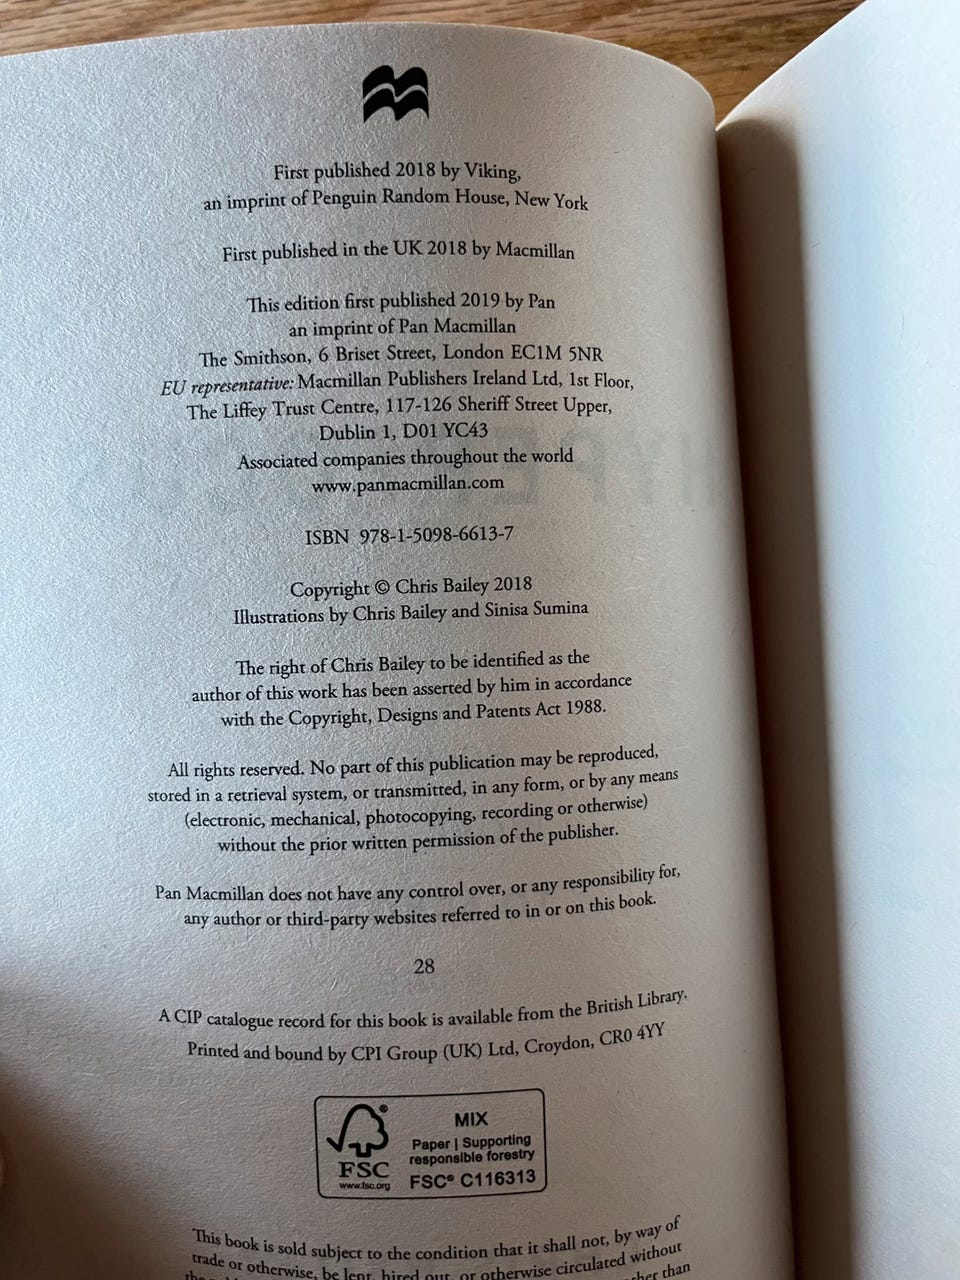 First published 2018 by Viking,
an imprint of Penguin Random House, New York
First published in the UK 2018 by Macmillan
This edition first published 2019 by Pan
an imprint of Pan Macmillan
The Smithson, 6 Briset Street, London EC1M 5NR
EU representative: Macmillan Publishers Ireland Ltd, 1st Floor,
The Liffey Trust Centre, 117-126 Sheriff Street Upper,
Dublin 1, D01 YC43
Associated companies throughout the world
www.panmacmillan.com
ISBN 978-1-5098-6613-7
Copyright © Chris Bailey 2018
Illustrations by Chris Bailey and Sinisa Sumina
The right of Chris Bailey to be identified as the
author of this work has been asserted by him in accordance
with the Copyright, Designs and Patents Act 1988.
All rights reserved. No part of this publication may be reproduced,
stored in a retrieval system, or transmitted, in any form, or by any means
(electronic, mechanical, photocopying, recording or otherwise)
without the prior written permission of the publisher.
Pan Macmillan does not have any control over, or any responsibility for,
any author or third-party websites referred to in or on this book.
28
A CIP catalogue record for this book is available from the British Library.
Printed and bound by CPI Group (UK) Ltd, Croydon, CR0 4YY
®
FSC
www.fsc.org
MIX
Paper | Supporting
responsible forestry
FSC® C116313
This book is sold subject to the condition that it shall not, by way of
trade or otherwise, be lent, hired out, or otherwise circulated without
than